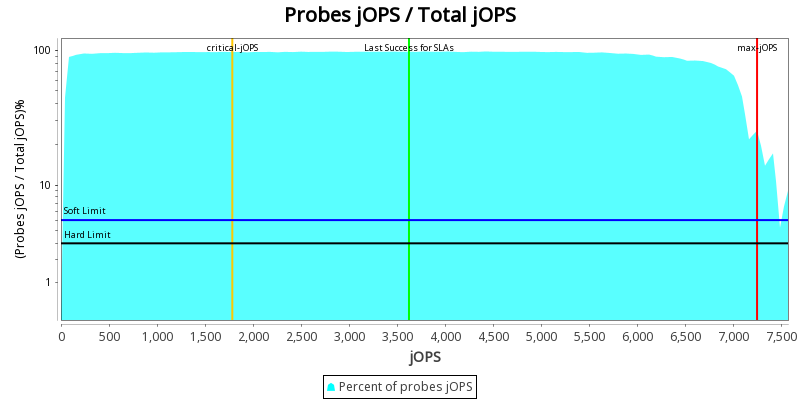 Probes jOPS / Total jOPS
(Probes jOPS / Total jOPS)%
100
10
1
critical-jOPS
Last Success for SLAs
max-jOPS
Soft Limit
Hard Limit
0 500 1,000 1,500 2,000 2,500 3,000 3,500 4,000 4,500 5,000 5,500 6,000 6,500 7,000 7,500
jOPS
Percent of probes jOPS